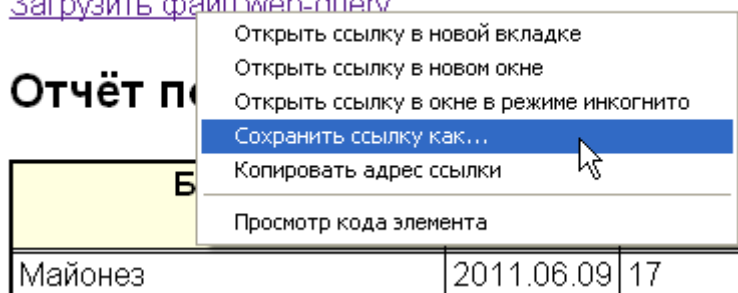 Загрузить файл web-query
Открыть ссылку в новой вкладке
Открыть ссылку в новом окне
Отчёт
Открыть ссылку в окне в режиме инкогнито
Сохранить ссылку как...
Копировать адрес ссылки
Просмотр кода элемента
Майонез 2011.06.09 17